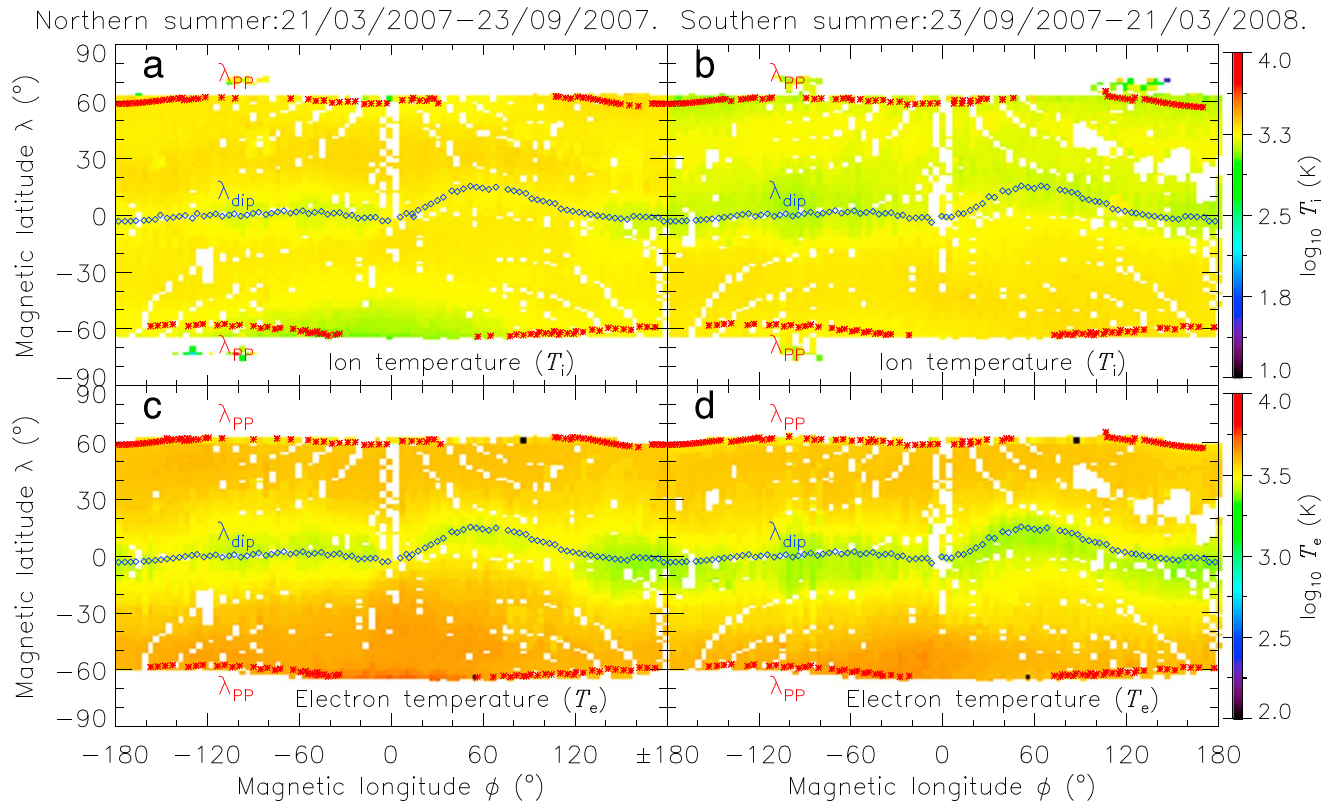 Northern summer:21/03/2007−23/09/2007. Southern summer:23/09/2007−21/03/2008.
a
b
λPP
λPP
λdip
λdip
λPP
λPP
Ion temperature (Ti)
Ion temperature (Ti)
c
d
λPP
λPP
λdip
λdip
λPP
λPP
Electron temperature (Te)
Electron temperature (Te)
Magnetic latitude λ (°)
90
60
30
0
−30
−60
−90
Magnetic latitude λ (°)
90
60
30
0
−30
−60
−90
−180 −120 −60 0 60 120 ±180 −120 −60 0 60 120 180
Magnetic longitude ϕ (°)
Magnetic longitude ϕ (°)
4.0
3.3
2.5
1.8
1.0
log10 Ti (K)
4.0
3.5
3.0
2.5
2.0
log10 Te (K)